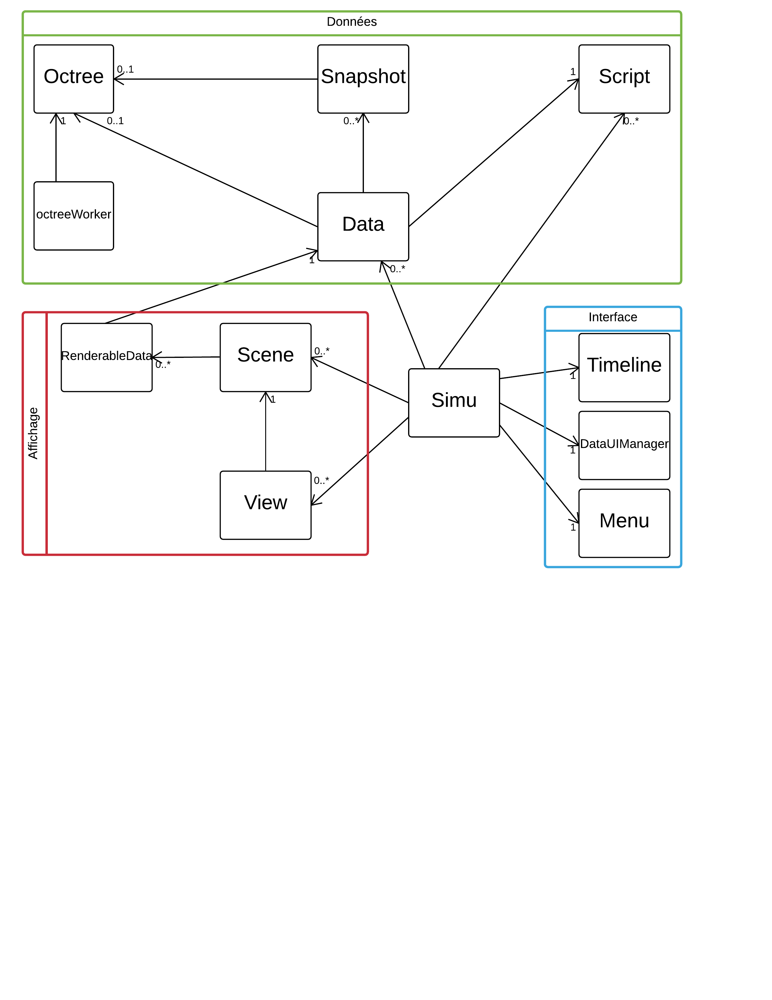 Données
Octree
0..1
Snapshot
1
Script
1
0..1
0..*
0..*
octreeWorker
Data
1
0..*
Affichage
RenderableData
0..*
Scene
0..*
1
View
0..*
Simu
Interface
Timeline
1
DataUIManager
1
Menu
1